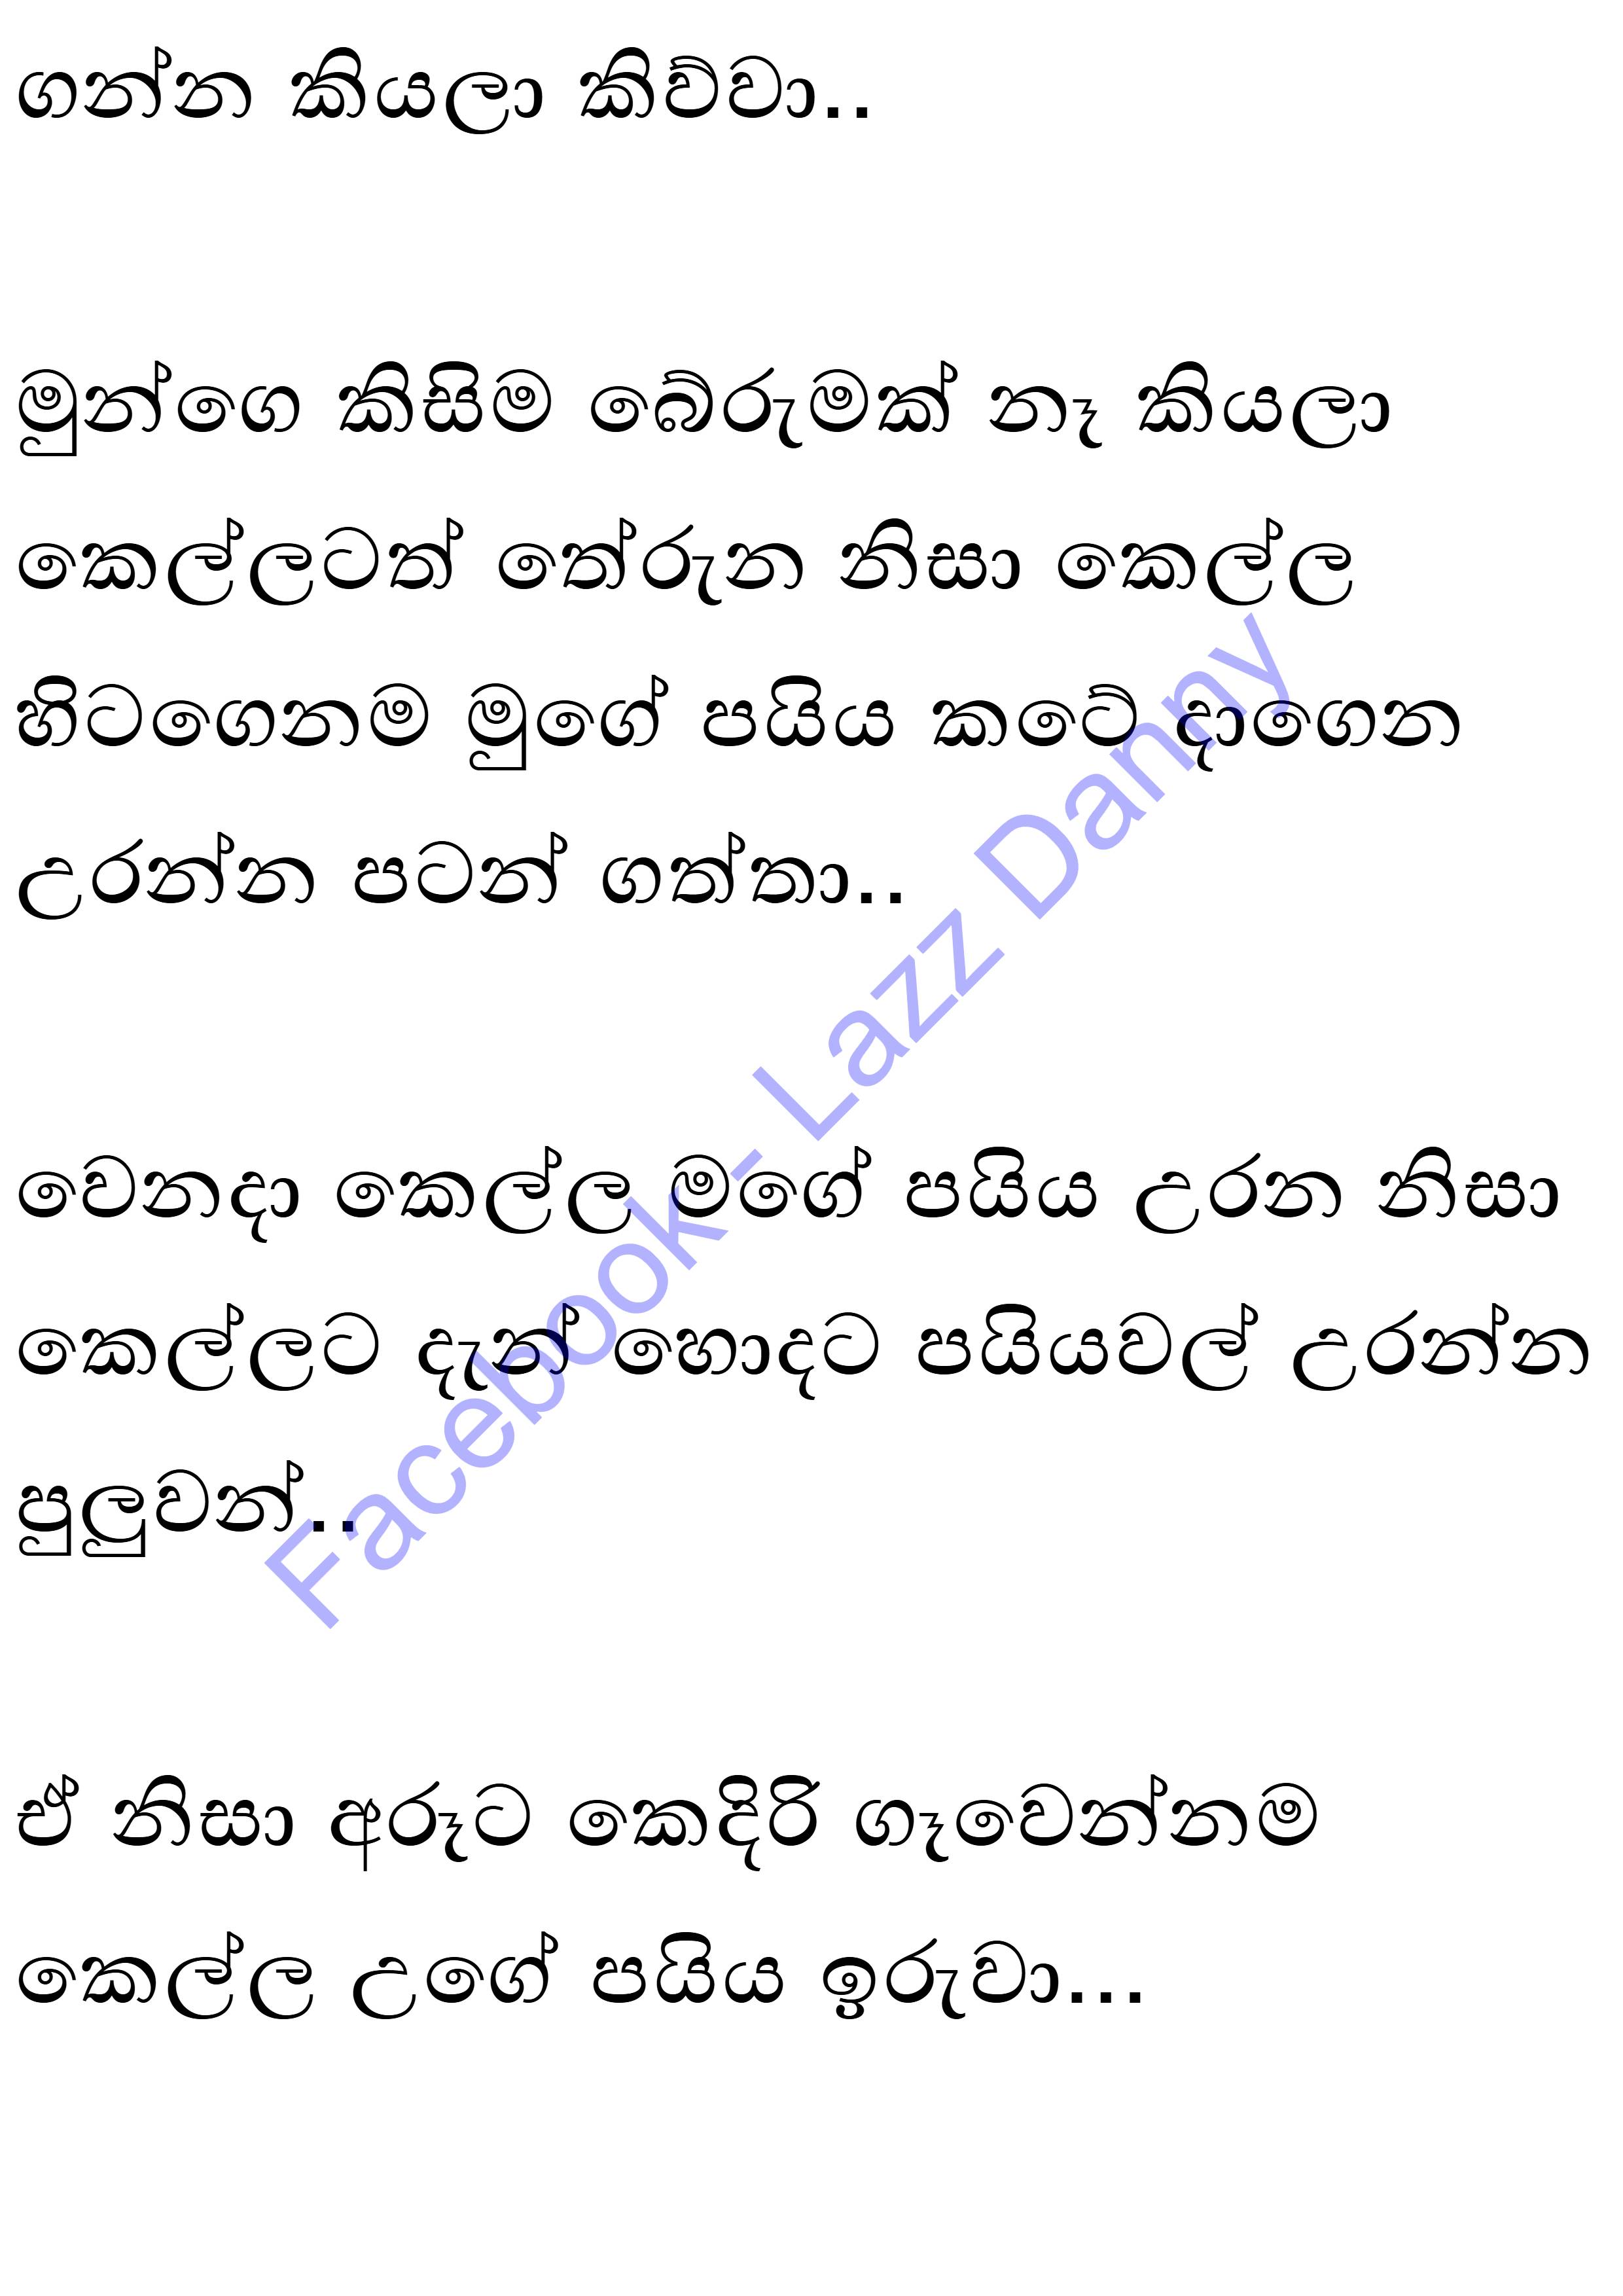 ගන්න කියලා කිව්වා..
මුන්ගෙ කිසිම බේරුමක් නෑ කියලා
කෙල්ලටත් තේරුන නිසා කෙල්ල
හිටගෙනම මුගේ පයිය කටේ දාගෙන
උරන්න පටන් ගත්තා..
වෙනදා කෙල්ල මගේ පයිය උරන නිසා
කෙල්ලට දැන් හොදට පයියවල් උරන්න
පුලුවන්..
ඒ නිසා අරූට කෙදිරි ගෑවෙන්නම
කෙල්ල උගේ පයිය ඉරුවා...
Facebook- Lazz Danny